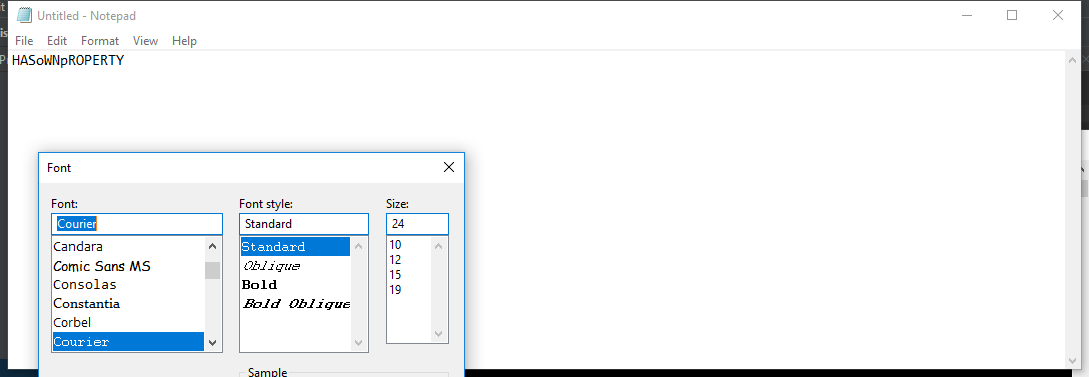 Untitled - Notepad
File Edit Format View Help
HASoWNpROPERTY
Font
Font: Font style: Size:
Courier Standard 24
Candara Standard 10
Comic Sans MS Oblique 12
Consolas Bold 15
Constantia Bold Oblique 19
Corbel
Courier
Sample